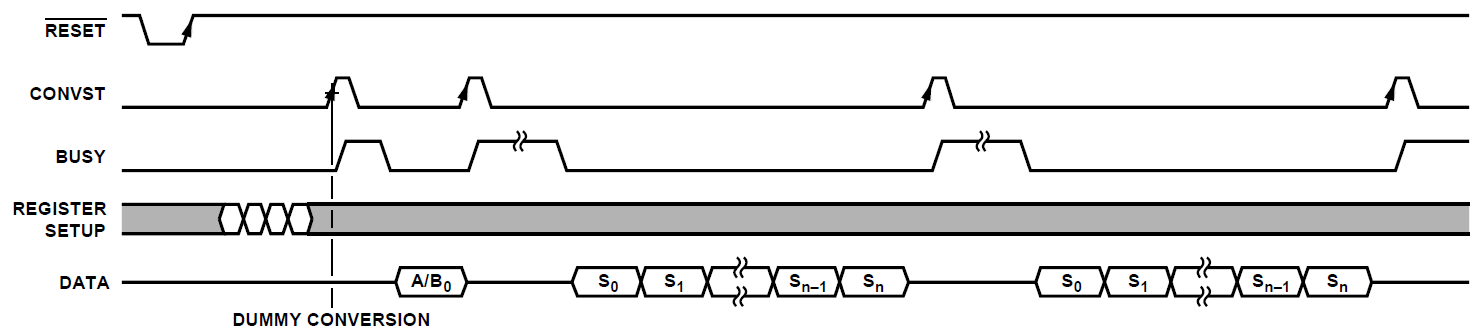 RESET
CONVST
BUSY
REGISTER
SETUP
DATA
A/B0
S0
S1
Sn–1
Sn
S0
S1
Sn–1
Sn
DUMMY CONVERSION